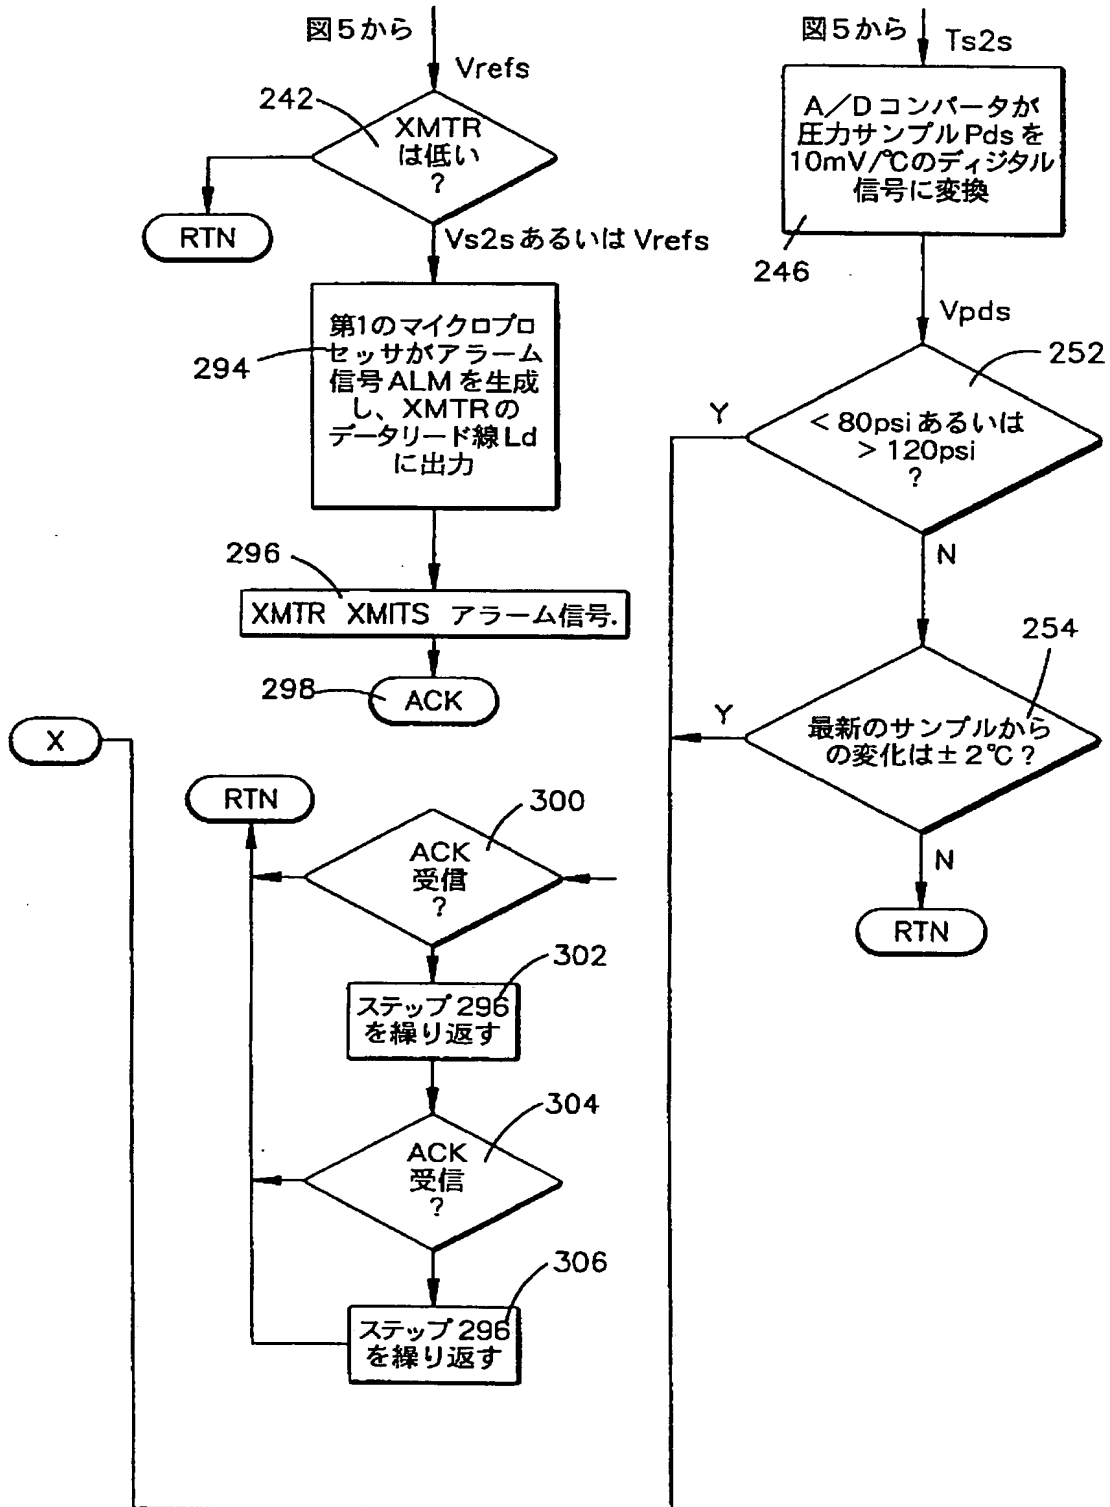 図5から
Vrefs
242
XMTR
は低い
?
RTN
Vs2sあるいはVrefs
294
第1のマイクロプロ
セッサがアラーム
信号ALMを生成
し、XMTRの
データリード線Ld
に出力
296
XMTR XMITS アラーム信号.
298
ACK
X
RTN
300
ACK
受信
?
302
ステップ296
を繰り返す
304
ACK
受信
?
306
ステップ296
を繰り返す
図5から
Ts2s
A/Dコンバータが
圧力サンプルPdsを
10mV/℃のディジタル
信号に変換
246
Vpds
252
Y
<80psiあるいは
>120psi
?
N
254
Y
最新のサンプルから
の変化は±2℃?
N
RTN